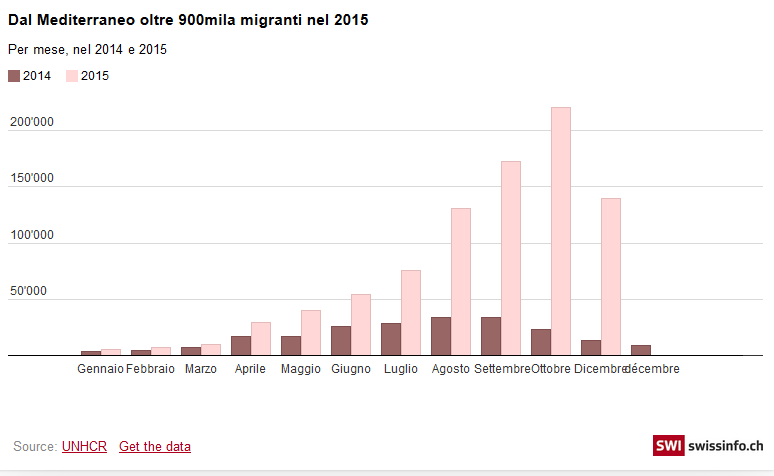 Dal Mediterraneo oltre 900mila migranti nel 2015
Per mese, nel 2014 e 2015
2014 2015
200'000
150'000
100'000
50'000
Gennaio Febbraio Marzo Aprile Maggio Giugno Luglio Agosto Settembre Ottobre Dicembre décembre
Source: UNHCR Get the data
SWI swissinfo.ch